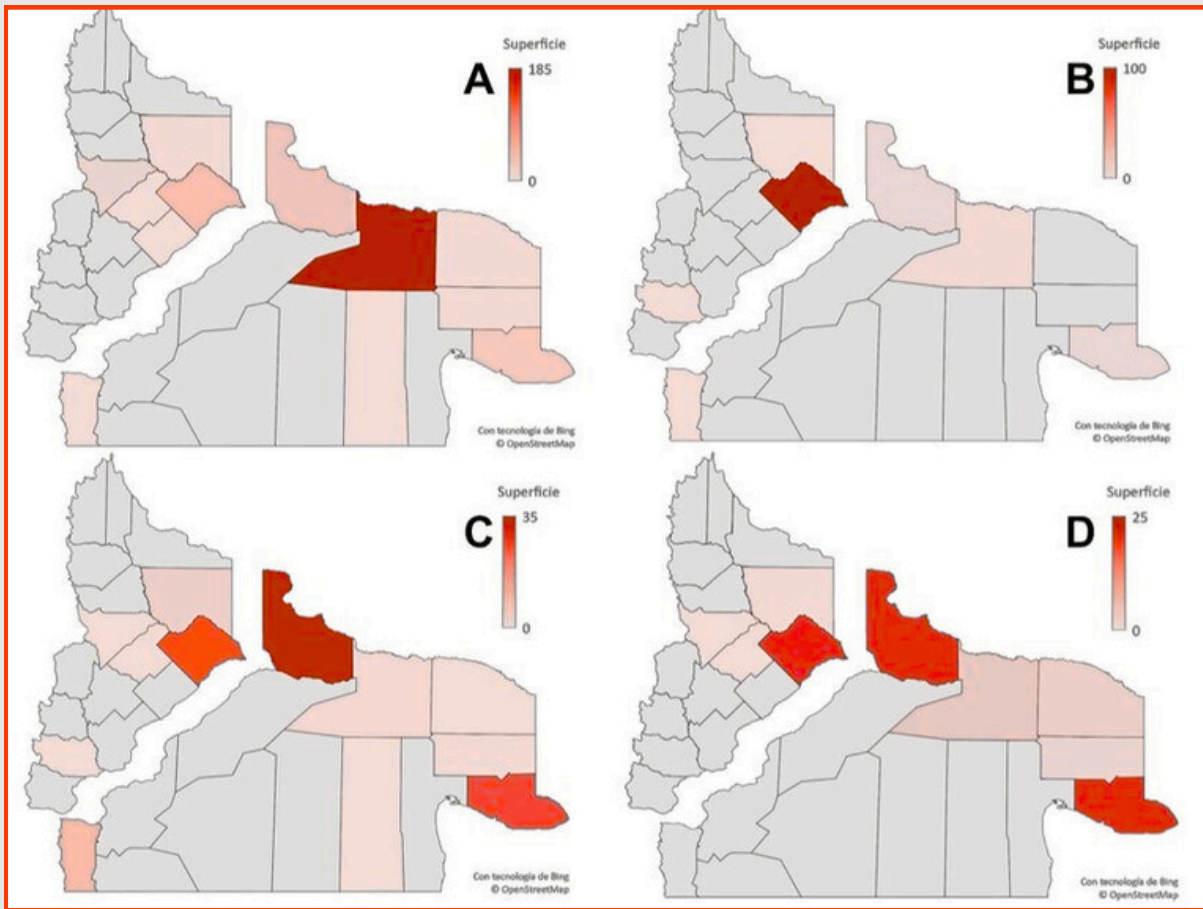 Superficie
A
185
0
Con tecnología de Bing
© OpenStreetMap
Superficie
B
100
0
Con tecnología de Bing
© OpenStreetMap
Superficie
C
35
0
Con tecnología de Bing
© OpenStreetMap
Superficie
D
25
0
Con tecnología de Bing
© OpenStreetMap